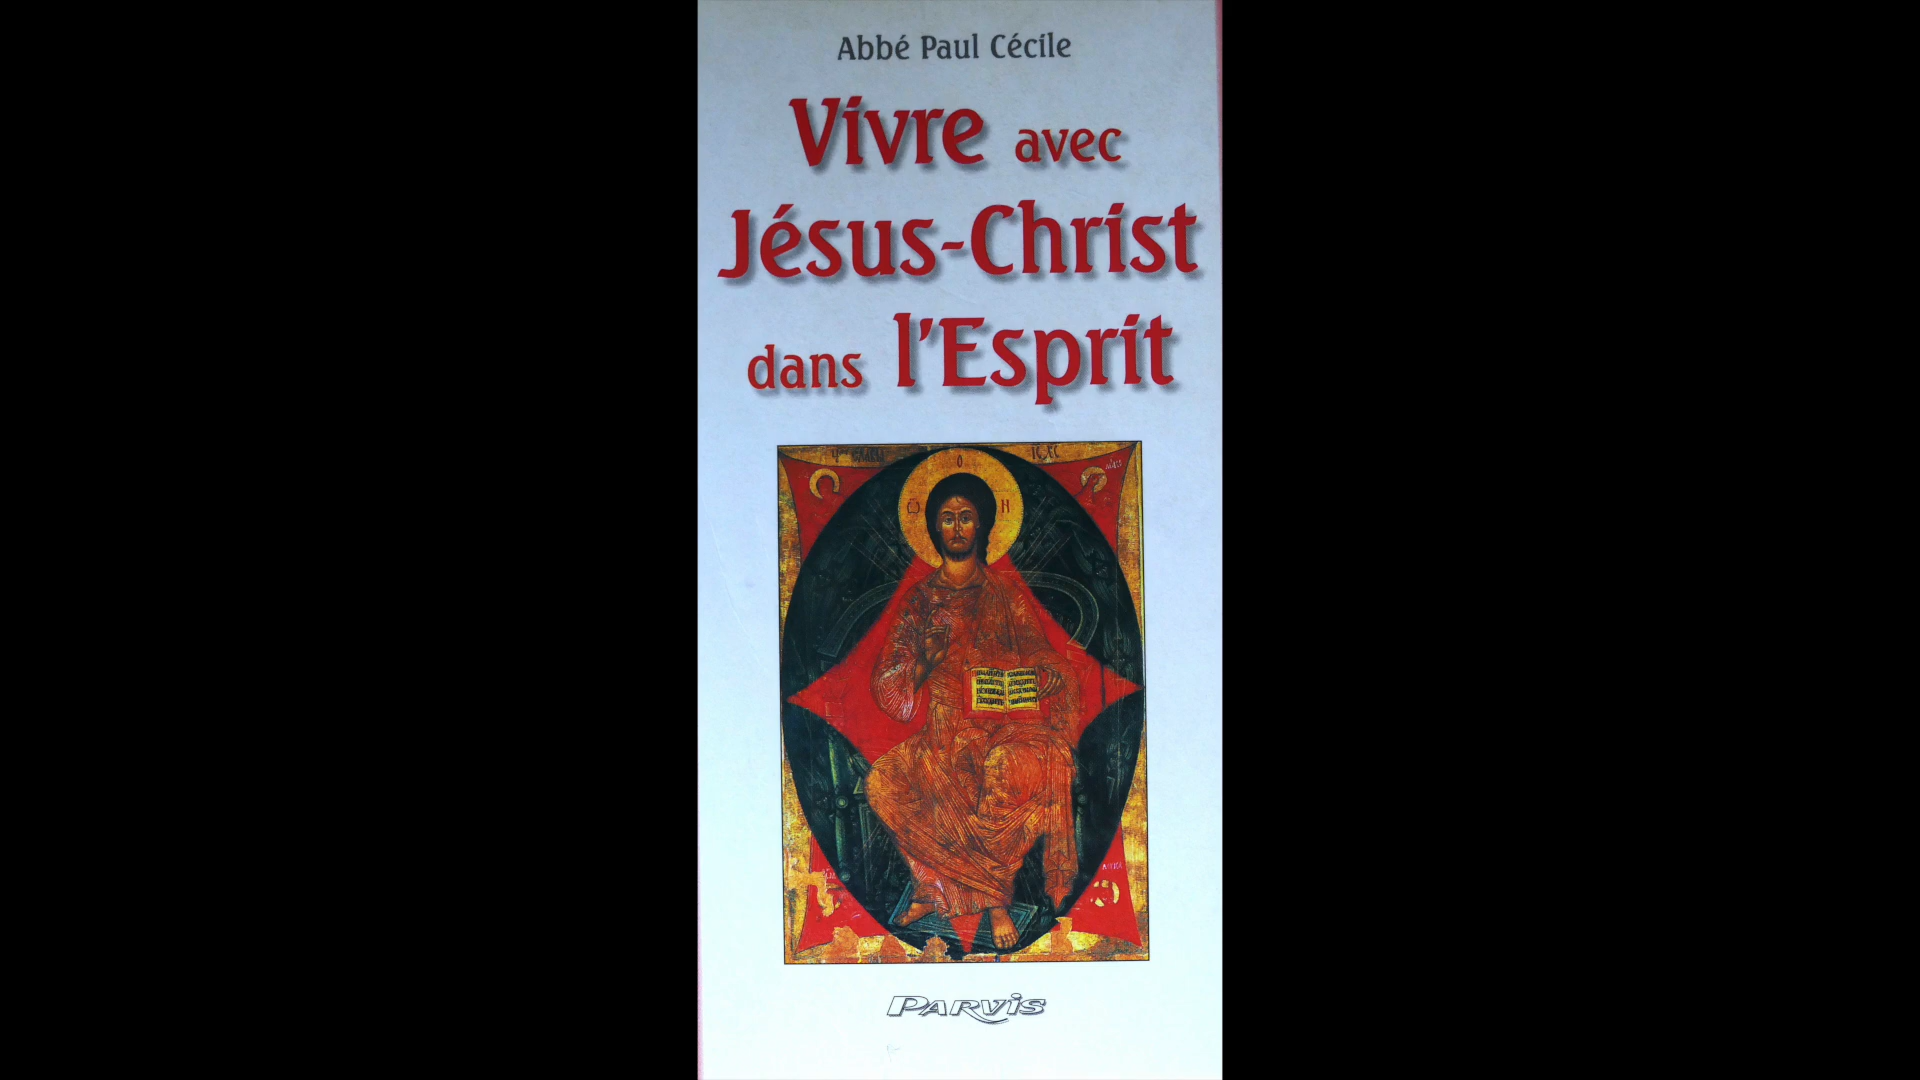 Abbé Paul Cécile
Vivre avec
Jésus-Christ
dans l'Esprit
О
Ѿ Н
PARVIS